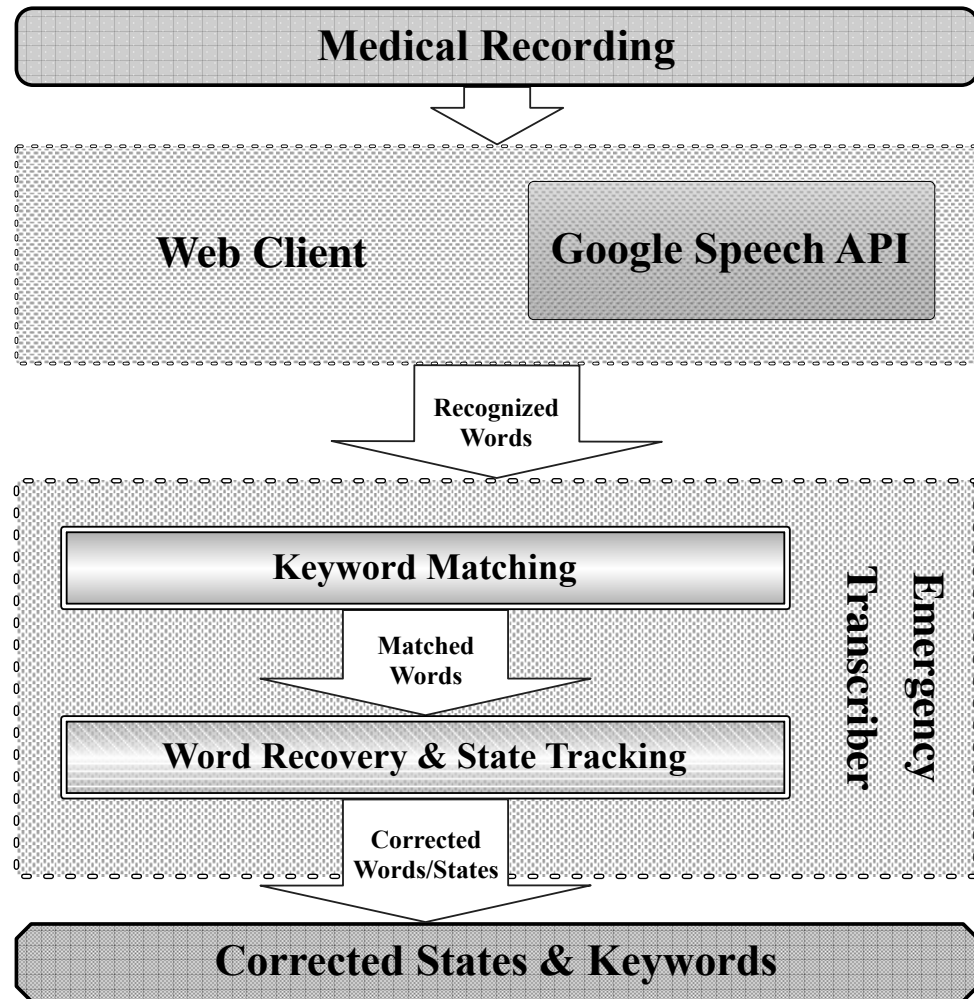 Medical Recording
Web Client
Google Speech API
Recognized
Words
Keyword Matching
Matched
Words
Word Recovery & State Tracking
Emergency
Transcriber
Corrected
Words/States
Corrected States & Keywords